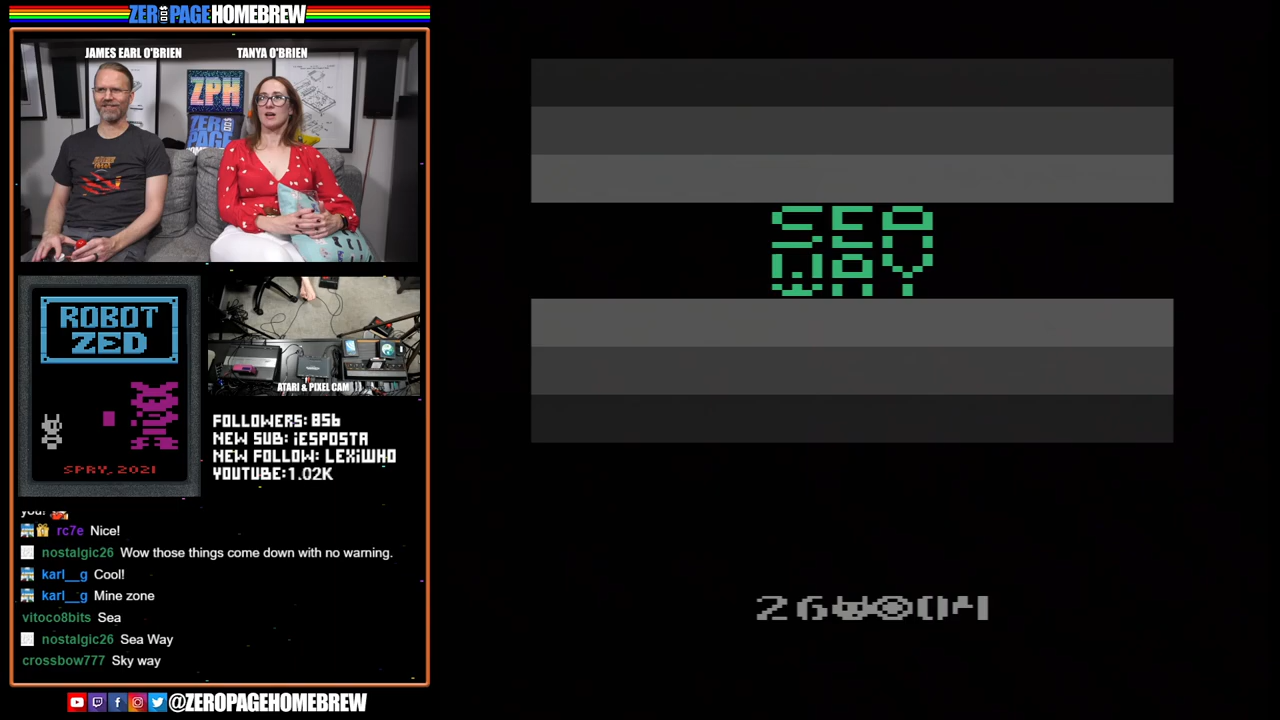 ZEROPAGEHOMEBREW
JAMES EARL O'BRIEN
TANYA O'BRIEN
ZPH
ZERO
PAGE
ROBOT
ZED
SPRY, 2021
ATARI & PIXEL CAM
FOLLOWERS: 856
NEW SUB: iESPOSTA
NEW FOLLOW: LEXiWHO
YOUTUBE:1.02K
you!
rc7e Nice!
nostalgic26 Wow those things come down with no warning.
karl__g Cool!
karl__g Mine zone
vitoco8bits Sea
nostalgic26 Sea Way
crossbow777 Sky way
@ZEROPAGEHOMEBREW
SEA
WAY